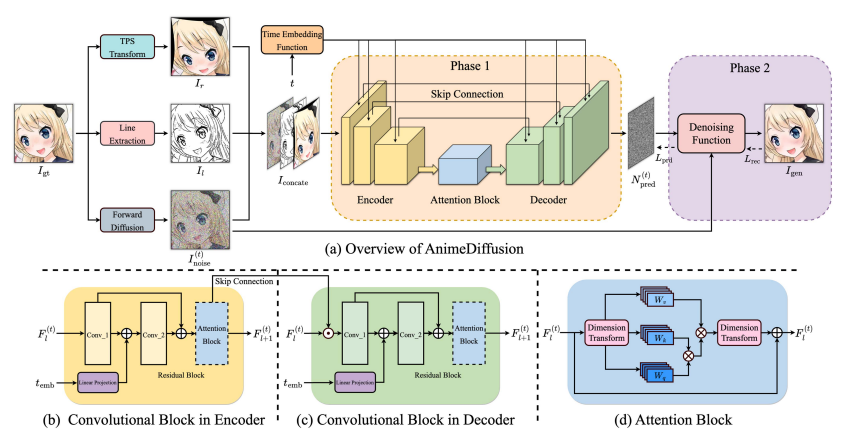 TPS
Transform
I_r
Time Embedding
Function
t
Phase 1
Skip Connection
Phase 2
I_gt
Line
Extraction
I_l
I_concate
Encoder
Attention Block
Decoder
N_pred^(t)
L_prd
Denoising
Function
L_rec
I_gen
Forward
Diffusion
I_noise^(t)
(a) Overview of AnimeDiffusion
Skip Connection
F_l^(t)
Conv_1
Conv_2
Attention
Block
F_{l+1}^(t)
t_emb
Linear Projection
Residual Block
(b) Convolutional Block in Encoder
F_l^(t)
Conv_1
Conv_2
Attention
Block
F_{l+1}^(t)
t_emb
Linear Projection
Residual Block
(c) Convolutional Block in Decoder
F_l^(t)
Dimension
Transform
W_k
W_q
Dimension
Transform
F_l^(t)
(d) Attention Block